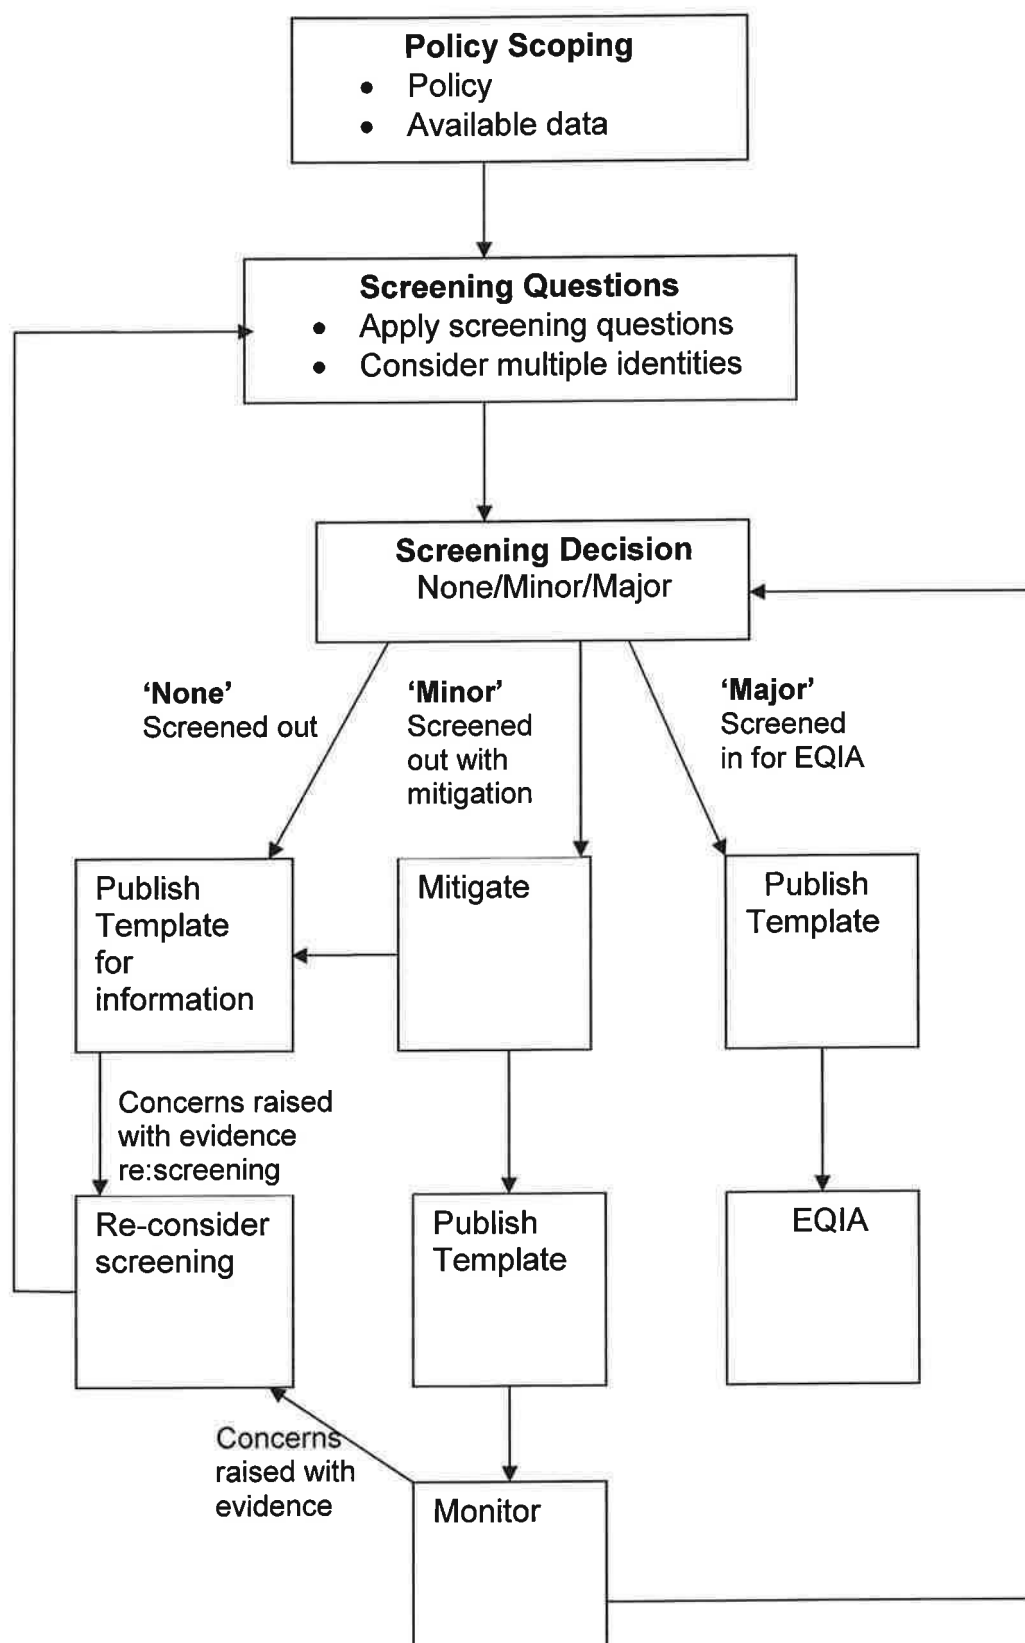 Policy Scoping
• Policy
• Available data
Screening Questions
• Apply screening questions
• Consider multiple identities
Screening Decision
None/Minor/Major
‘None’
Screened out
‘Minor’
Screened
out with
mitigation
‘Major’
Screened
in for EQIA
Publish
Template
for
information
Mitigate
Publish
Template
Concerns raised
with evidence
re:screening
Re-consider
screening
Publish
Template
EQIA
Concerns
raised with
evidence
Monitor